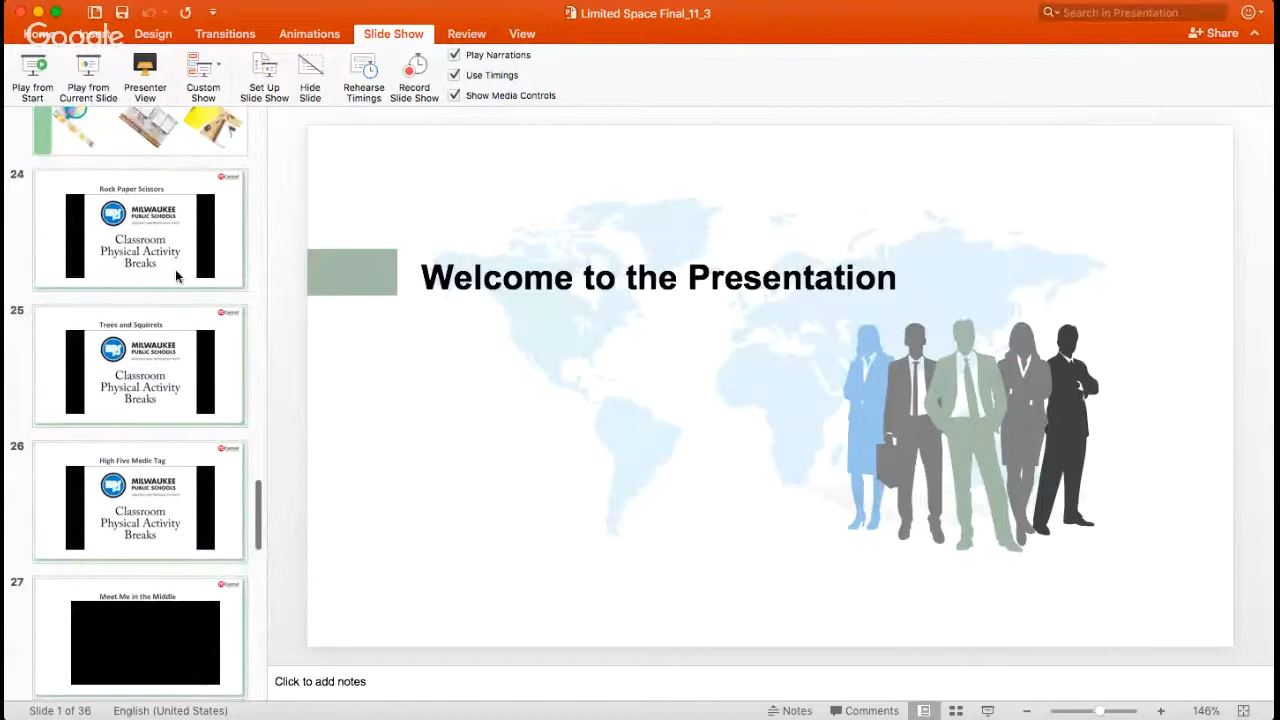 Limited Space Final_11_3
Search in Presentation
Google
Home Insert Design Transitions Animations Slide Show Review View
Share
Play from Start
Play from Current Slide
Presenter View
Custom Show
Set Up Slide Show
Hide Slide
Rehearse Timings
Record Slide Show
Play Narrations
Use Timings
Show Media Controls
24
Rock Paper Scissors
MILWAUKEE
PUBLIC SCHOOLS
Classroom
Physical Activity
Breaks
25
Trees and Squirrels
MILWAUKEE
PUBLIC SCHOOLS
Classroom
Physical Activity
Breaks
26
High Five Medic Tag
MILWAUKEE
PUBLIC SCHOOLS
Classroom
Physical Activity
Breaks
27
Meet Me in the Middle
Welcome to the Presentation
Click to add notes
Slide 1 of 36 English (United States) Notes Comments 146%